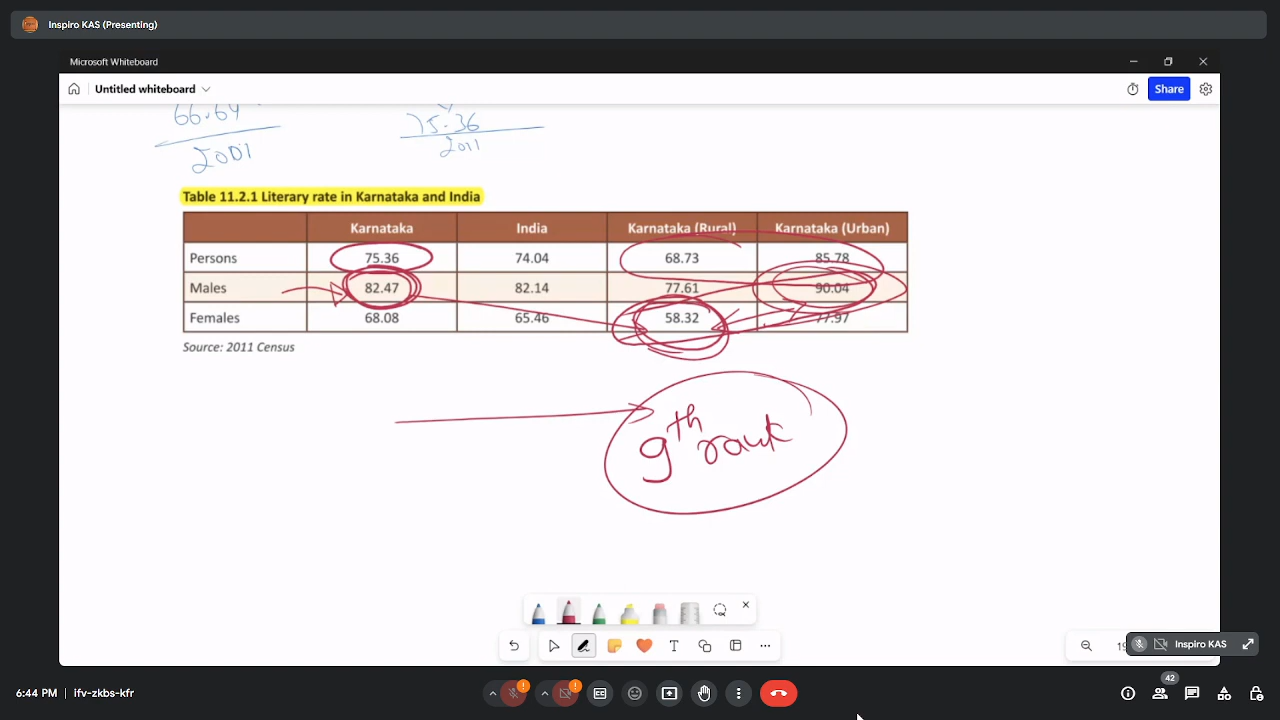 Inspiro KAS (Presenting)
Microsoft Whiteboard
Untitled whiteboard
Share
66.64
2001
75.36
2011
Table 11.2.1 Literary rate in Karnataka and India
Karnataka India Karnataka (Rural) Karnataka (Urban)
Persons 75.36 74.04 68.73 85.78
Males 82.47 82.14 77.61 90.04
Females 68.08 65.46 58.32 77.97
Source: 2011 Census
9th rank
T
Inspiro KAS
6:44 PM | ifv-zkbs-kfr
42